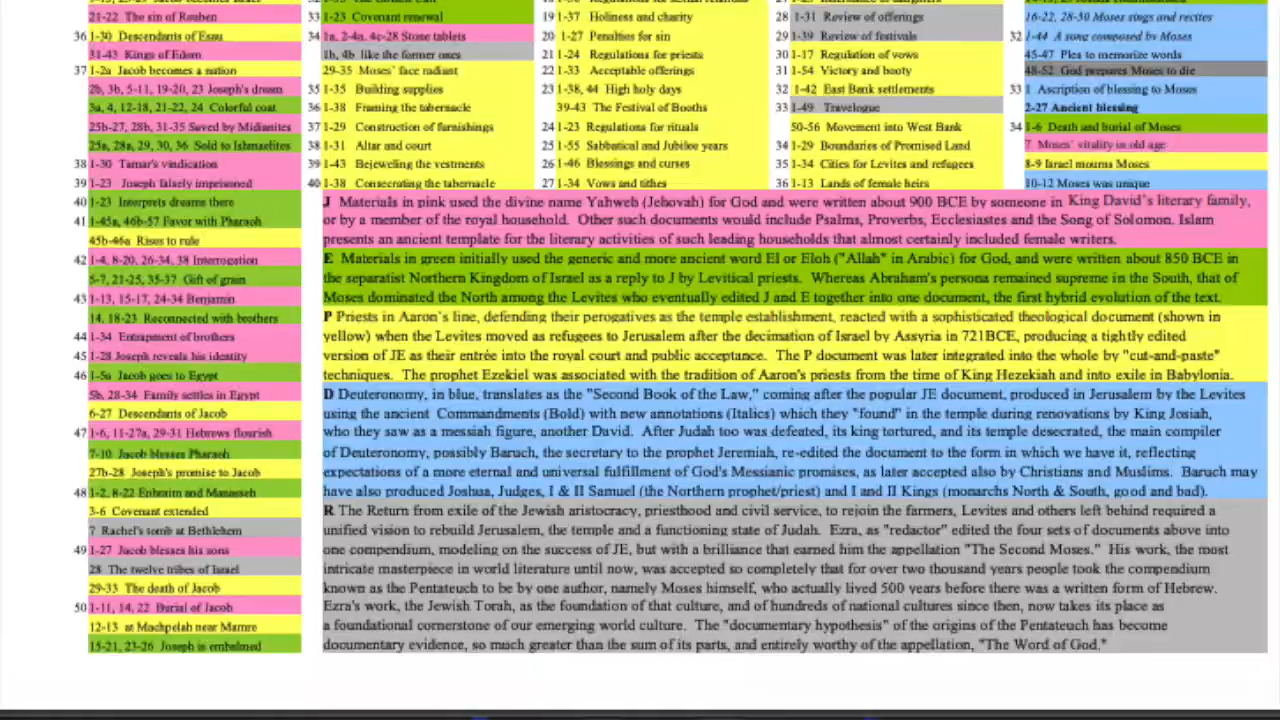 21-22 The sin of Reuben
36 1-30 Descendants of Esau
31-43 Kings of Edom
37 1-2a Jacob becomes a nation
2b, 3b, 5-11, 19-20, 23 Joseph's dream
3a, 4, 12-18, 21-22, 24 Colorful coat
25b-27, 28b, 31-35 Saved by Midianites
25a, 28a, 29, 30, 36 Sold to Ishmaelites
38 1-30 Tamar's vindication
39 1-23 Joseph falsely imprisoned
40 1-23 Interprets dreams there
41 1-45a, 46b-57 Favor with Pharaoh
45b-46a Rises to rule
42 1-4, 8-20, 26-34, 38 Interrogation
5-7, 21-25, 35-37 Gift of grain
43 1-13, 15-17, 24-34 Benjamin
14, 18-23 Reconnected with brothers
44 1-34 Entrapment of brothers
45 1-28 Joseph reveals his identity
46 1-5a Jacob goes to Egypt
5b, 28-34 Family settles in Egypt
6-27 Descendants of Jacob
47 1-6, 11-27a, 29-31 Hebrews flourish
7-10 Jacob blesses Pharaoh
27b-28 Joseph's promise to Jacob
48 1-2, 8-22 Ephraim and Manasseh
3-6 Covenant extended
7 Rachel's tomb at Bethlehem
49 1-27 Jacob blesses his sons
28 The twelve tribes of Israel
29-33 The death of Jacob
50 1-11, 14, 22 Burial of Jacob
12-13 at Machpelah near Mamre
15-21, 23-26 Joseph is embalmed
33 1-23 Covenant renewal
34 1a, 2-4a, 4c-28 Stone tablets
1b, 4b like the former ones
29-35 Moses' face radiant
35 1-35 Building supplies
36 1-38 Framing the tabernacle
37 1-29 Construction of furnishings
38 1-31 Altar and court
39 1-43 Bejeweling the vestments
40 1-38 Consecrating the tabernacle
19 1-37 Holiness and charity
20 1-27 Penalties for sin
21 1-24 Regulations for priests
22 1-33 Acceptable offerings
23 1-38, 44 High holy days
39-43 The Festival of Booths
24 1-23 Regulations for rituals
25 1-55 Sabbatical and Jubilee years
26 1-46 Blessings and curses
27 1-34 Vows and tithes
28 1-31 Review of offerings
29 1-39 Review of festivals
30 1-17 Regulation of vows
31 1-54 Victory and booty
32 1-42 East Bank settlements
33 1-49 Travelogue
50-56 Movement into West Bank
34 1-29 Boundaries of Promised Land
35 1-34 Cities for Levites and refugees
36 1-13 Lands of female heirs
16-22, 28-30 Moses sings and recites
32 1-44 A song composed by Moses
45-47 Plea to memorize words
48-52 God prepares Moses to die
33 1 Ascription of blessing to Moses
2-27 Ancient blessing
34 1-6 Death and burial of Moses
7 Moses' vitality in old age
8-9 Israel mourns Moses
10-12 Moses was unique
J Materials in pink used the divine name Yahweh (Jehovah) for God and were written about 900 BCE by someone in King David's literary family,
or by a member of the royal household. Other such documents would include Psalms, Proverbs, Ecclesiastes and the Song of Solomon. Islam
presents an ancient template for the literary activities of such leading households that almost certainly included female writers.
E Materials in green initially used the generic and more ancient word El or Eloh ("Allah" in Arabic) for God, and were written about 850 BCE in
the separatist Northern Kingdom of Israel as a reply to J by Levitical priests. Whereas Abraham's persona remained supreme in the South, that of
Moses dominated the North among the Levites who eventually edited J and E together into one document, the first hybrid evolution of the text.
P Priests in Aaron's line, defending their perogatives as the temple establishment, reacted with a sophisticated theological document (shown in
yellow) when the Levites moved as refugees to Jerusalem after the decimation of Israel by Assyria in 721BCE, producing a tightly edited
version of JE as their entrée into the royal court and public acceptance. The P document was later integrated into the whole by "cut-and-paste"
techniques. The prophet Ezekiel was associated with the tradition of Aaron's priests from the time of King Hezekiah and into exile in Babylonia.
D Deuteronomy, in blue, translates as the "Second Book of the Law," coming after the popular JE document, produced in Jerusalem by the Levites
using the ancient Commandments (Bold) with new annotations (Italics) which they "found" in the temple during renovations by King Josiah,
who they saw as a messiah figure, another David. After Judah too was defeated, its king tortured, and its temple desecrated, the main compiler
of Deuteronomy, possibly Baruch, the secretary to the prophet Jeremiah, re-edited the document to the form in which we have it, reflecting
expectations of a more eternal and universal fulfillment of God's Messianic promises, as later accepted also by Christians and Muslims. Baruch may
have also produced Joshua, Judges, I & II Samuel (the Northern prophet/priest) and I and II Kings (monarchs North & South, good and bad).
R The Return from exile of the Jewish aristocracy, priesthood and civil service, to rejoin the farmers, Levites and others left behind required a
unified vision to rebuild Jerusalem, the temple and a functioning state of Judah. Ezra, as "redactor" edited the four sets of documents above into
one compendium, modeling on the success of JE, but with a brilliance that earned him the appellation "The Second Moses." His work, the most
intricate masterpiece in world literature until now, was accepted so completely that for over two thousand years people took the compendium
known as the Pentateuch to be by one author, namely Moses himself, who actually lived 500 years before there was a written form of Hebrew.
Ezra's work, the Jewish Torah, as the foundation of that culture, and of hundreds of national cultures since then, now takes its place as
a foundational cornerstone of our emerging world culture. The "documentary hypothesis" of the origins of the Pentateuch has become
documentary evidence, so much greater than the sum of its parts, and entirely worthy of the appellation, "The Word of God."